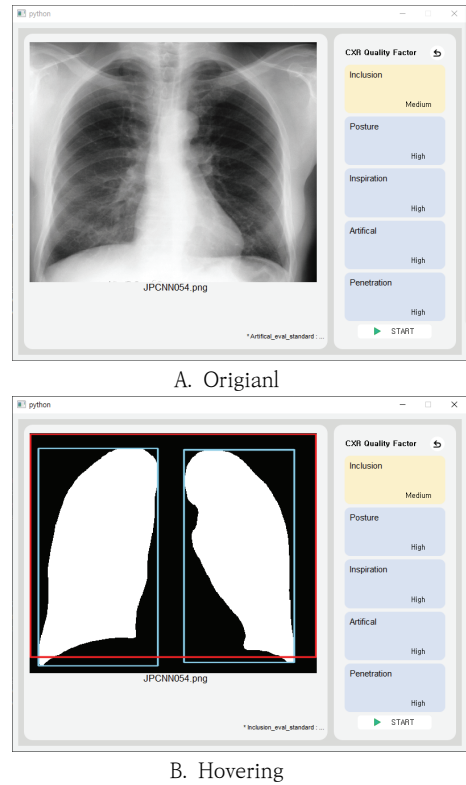 python
CXR Quality Factor
Inclusion
Medium
Posture
High
Inspiration
High
Artifical
High
Penetration
High
START
JPCNN054.png
* Artifical_eval_standard : ...
A. Origianl
python
CXR Quality Factor
Inclusion
Medium
Posture
High
Inspiration
High
Artifical
High
Penetration
High
START
JPCNN054.png
* Inclusion_eval_standard : ...
B. Hovering